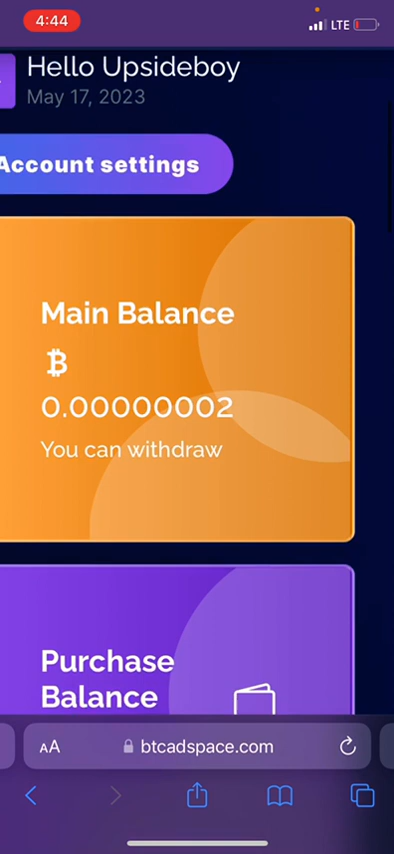 4:44
LTE
Hello Upsideboy
May 17, 2023
Account settings
Main Balance
₿
0.00000002
You can withdraw
Purchase
Balance
AA
btcadspace.com